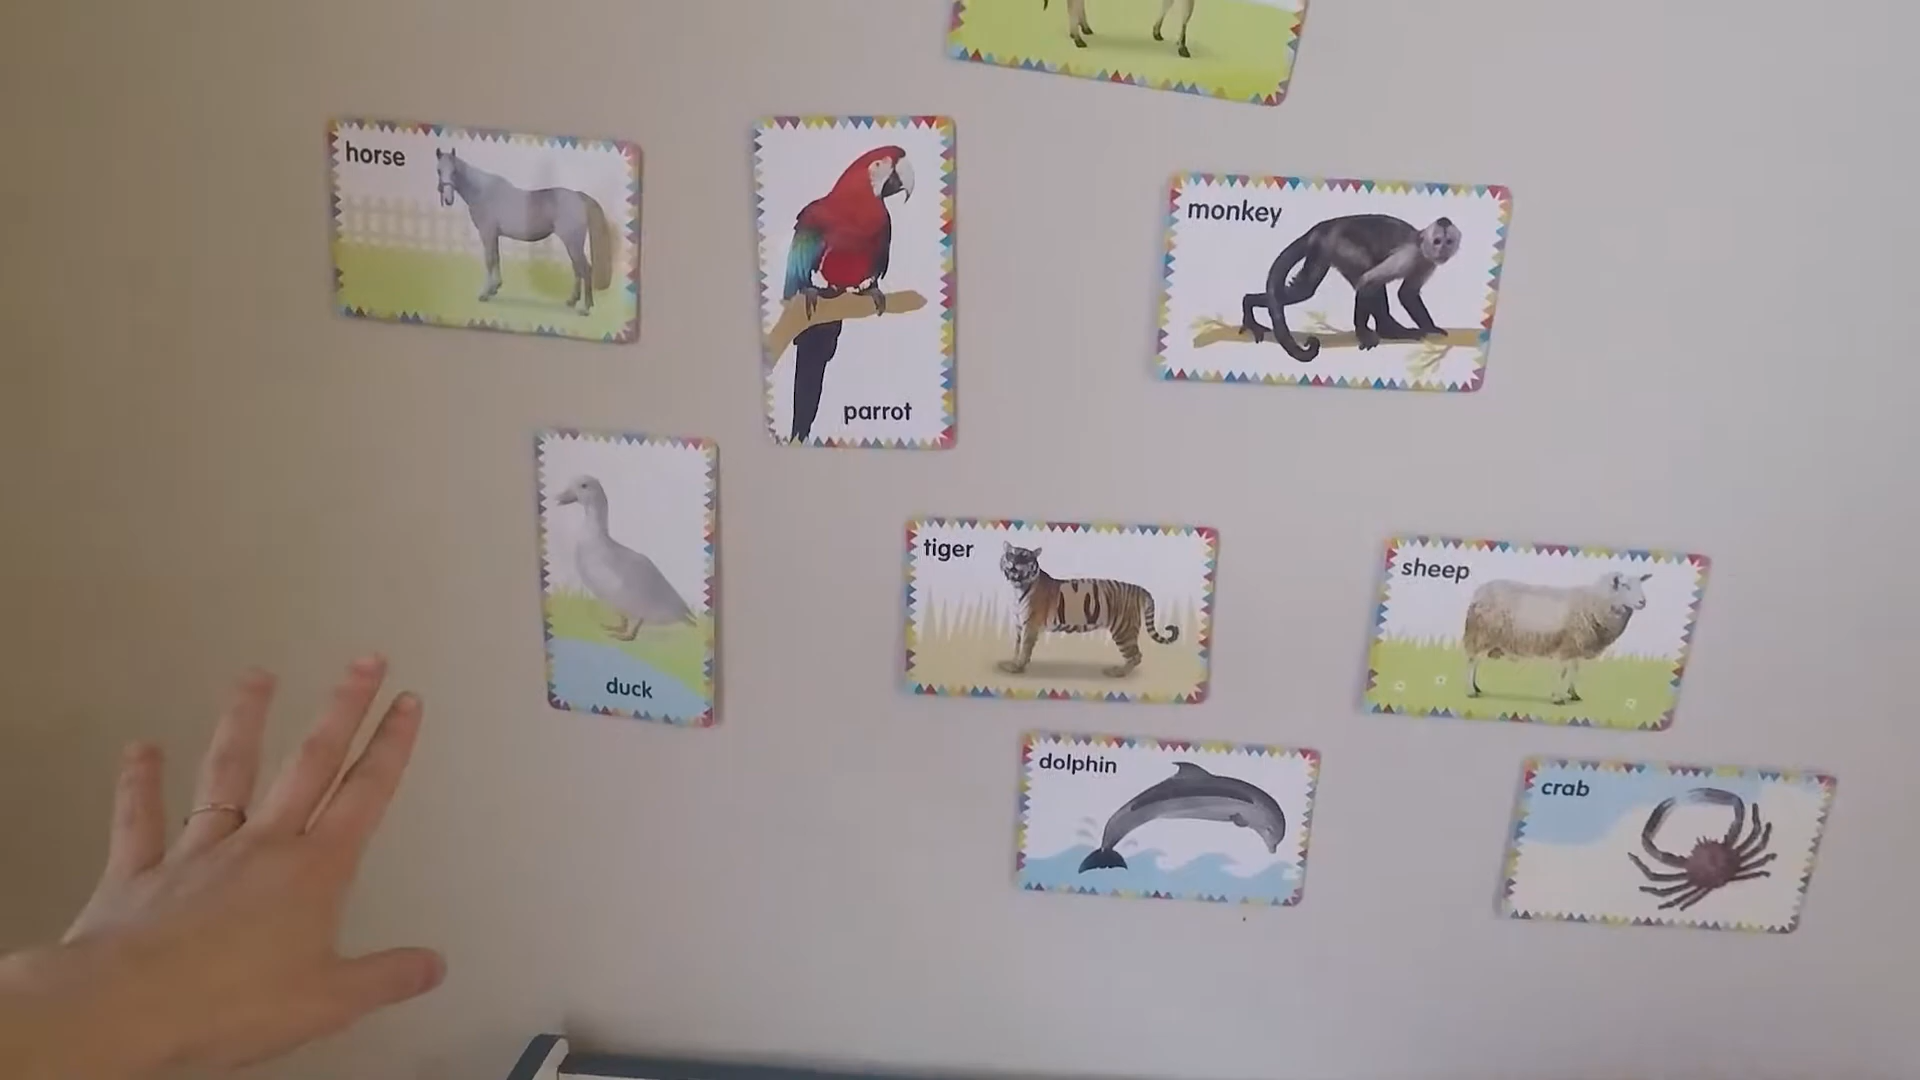 horse
parrot
monkey
duck
tiger
sheep
dolphin
crab